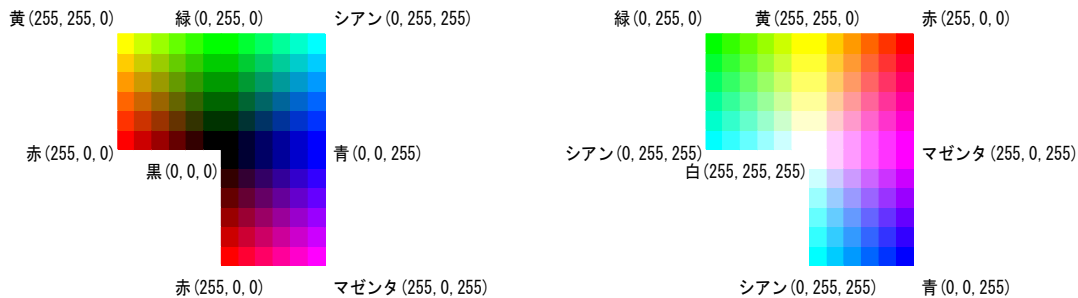 黄(255,255,0) 緑(0,255,0) シアン(0,255,255)
赤(255,0,0) 青(0,0,255)
黒(0,0,0)
赤(255,0,0) マゼンタ(255,0,255)
緑(0,255,0) 黄(255,255,0) 赤(255,0,0)
シアン(0,255,255) マゼンタ(255,0,255)
白(255,255,255)
シアン(0,255,255) 青(0,0,255)